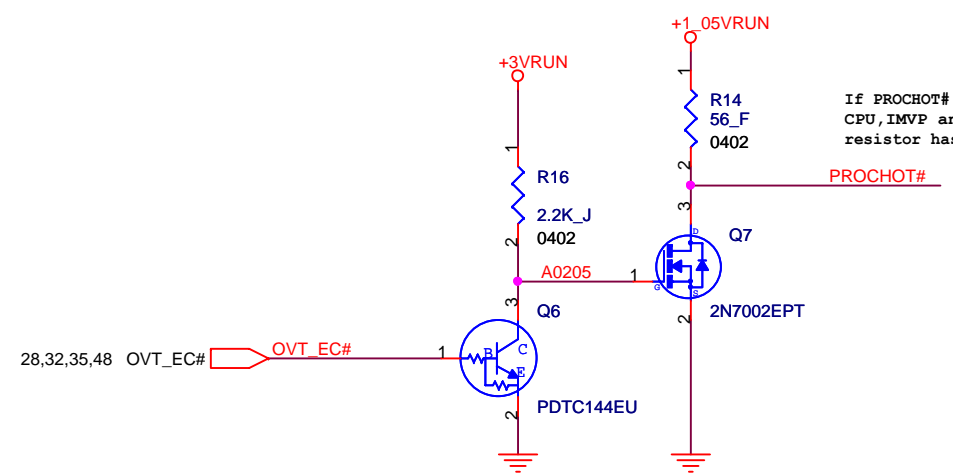 +1_05VRUN
+3VRUN
1
R14
56_F
0402
If PROCHOT#
CPU,IMVP an
resistor has
1
R16
2.2K_J
0402
2
2
PROCHOT#
3
D
Q7
A0205
1
G
S
2N7002EPT
2
3
Q6
28,32,35,48 OVT_EC#
OVT_EC#
1
B
C
E
PDTC144EU
2